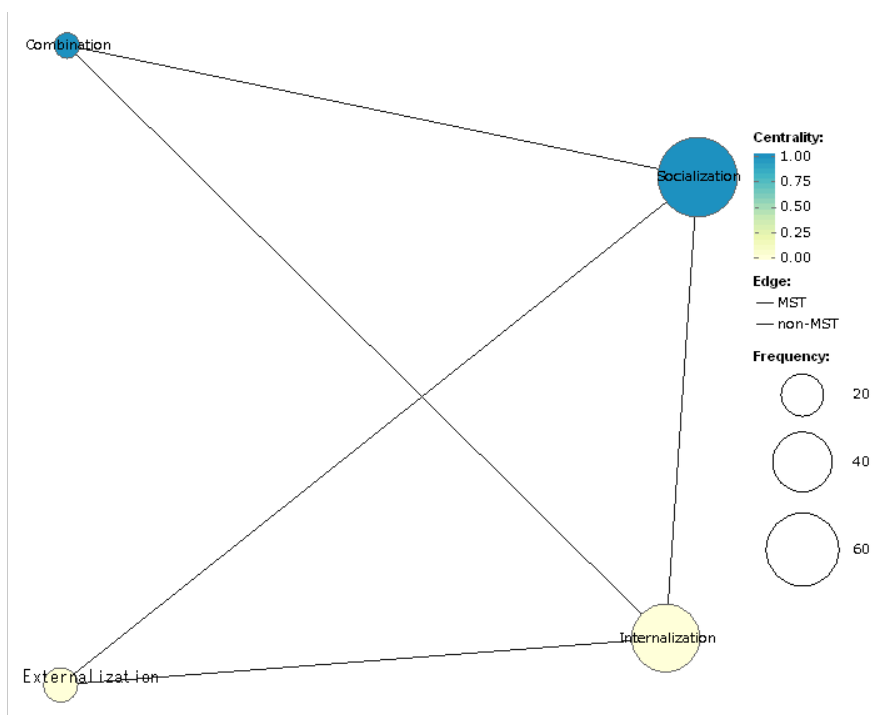 Combination
Socialization
Internalization
Externalization
Centrality:
1.00
0.75
0.50
0.25
0.00
Edge:
MST
non-MST
Frequency:
20
40
60